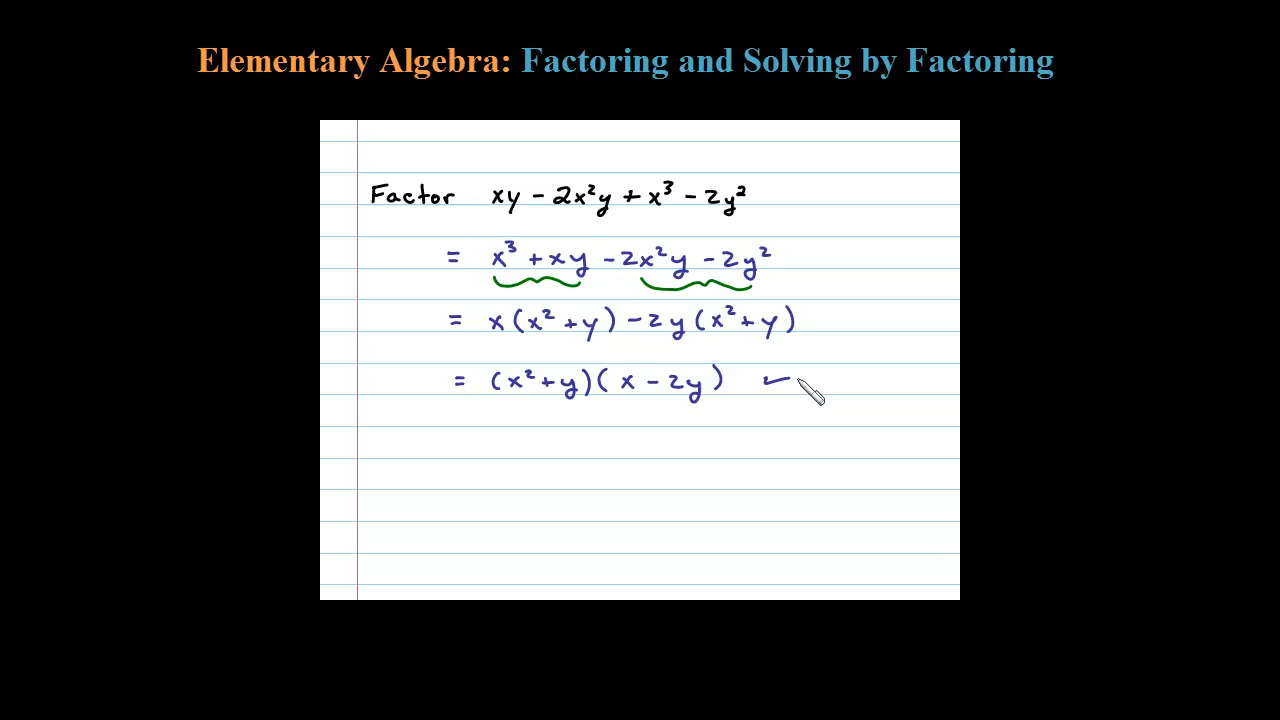 Elementary Algebra: Factoring and Solving by Factoring
Factor xy - 2x²y + x³ - 2y²
= x³ + xy - 2x²y - 2y²
= x(x² + y) - 2y(x² + y)
= (x² + y)(x - 2y)